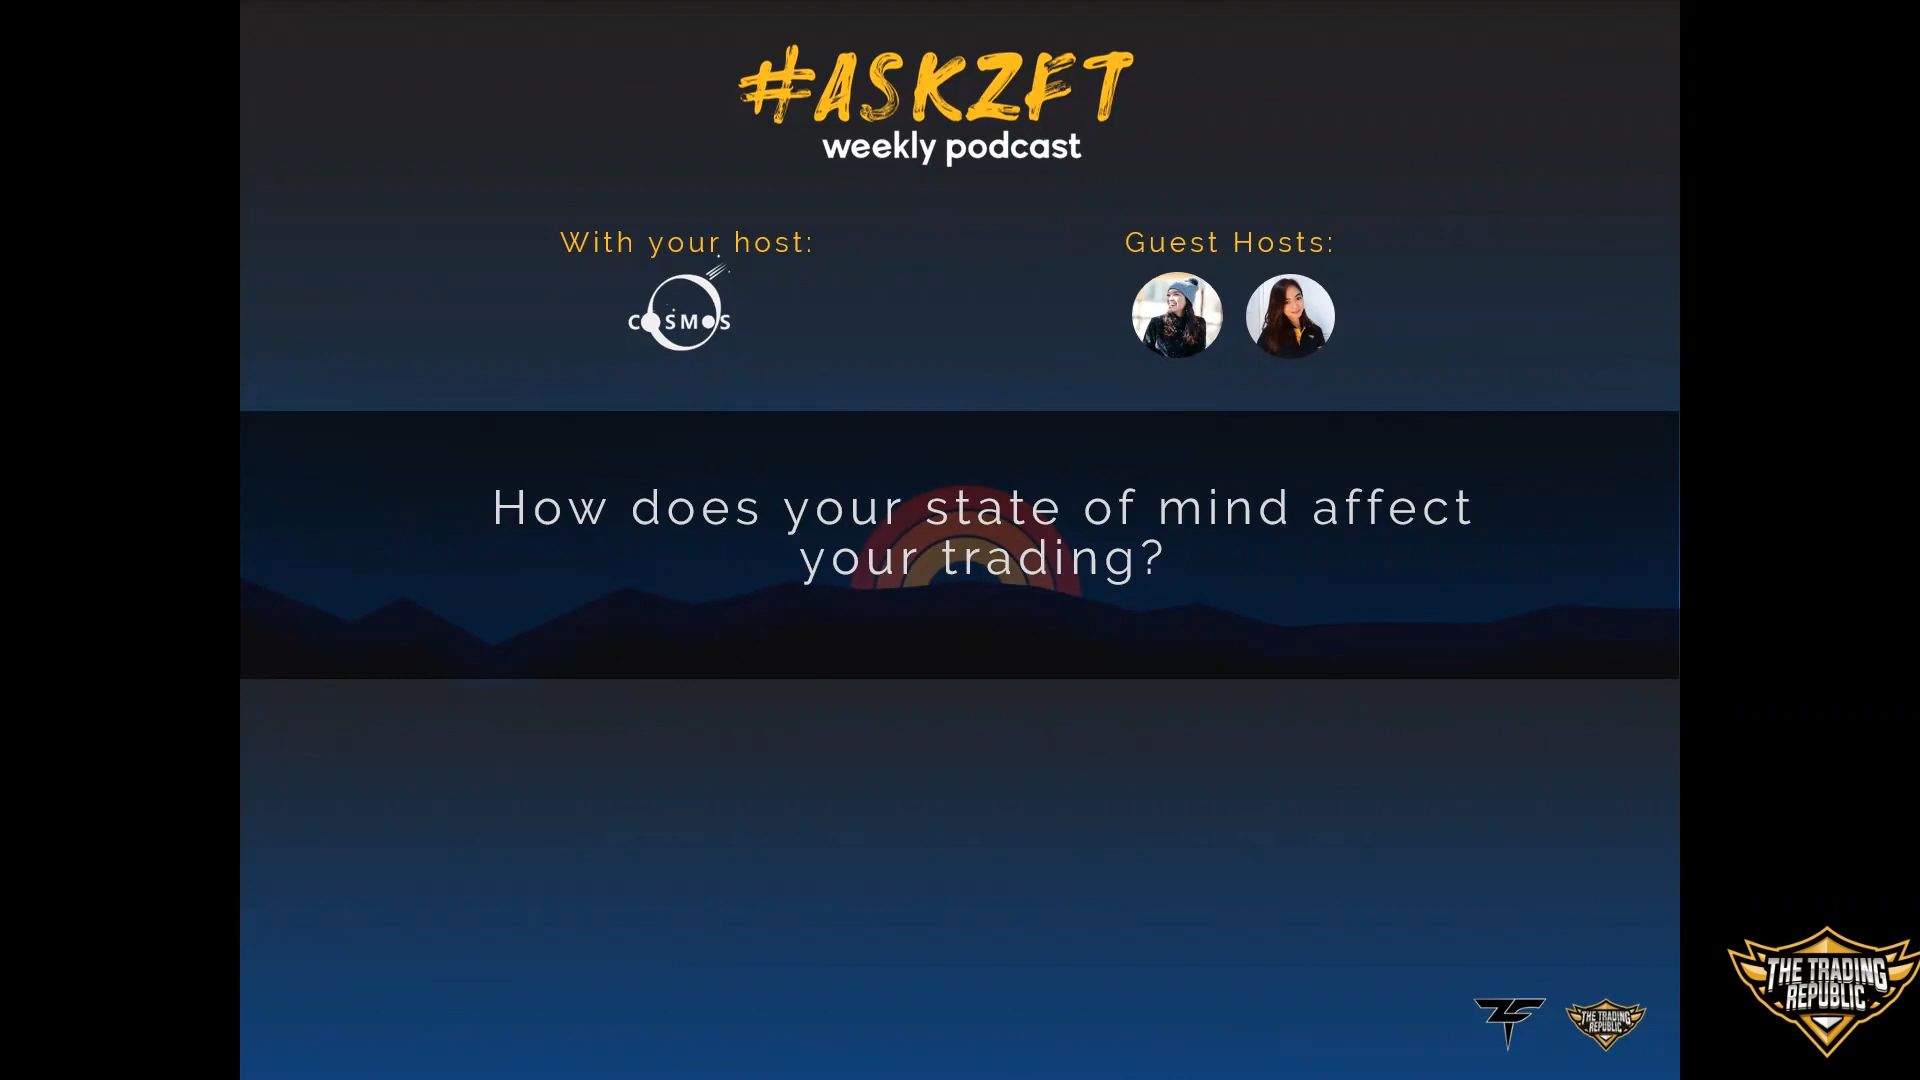 #ASKZFT
weekly podcast
With your host:
Guest Hosts:
COSMOS
How does your state of mind affect
your trading?
ZFT
THE TRADING
REPUBLIC
THE TRADING
REPUBLIC